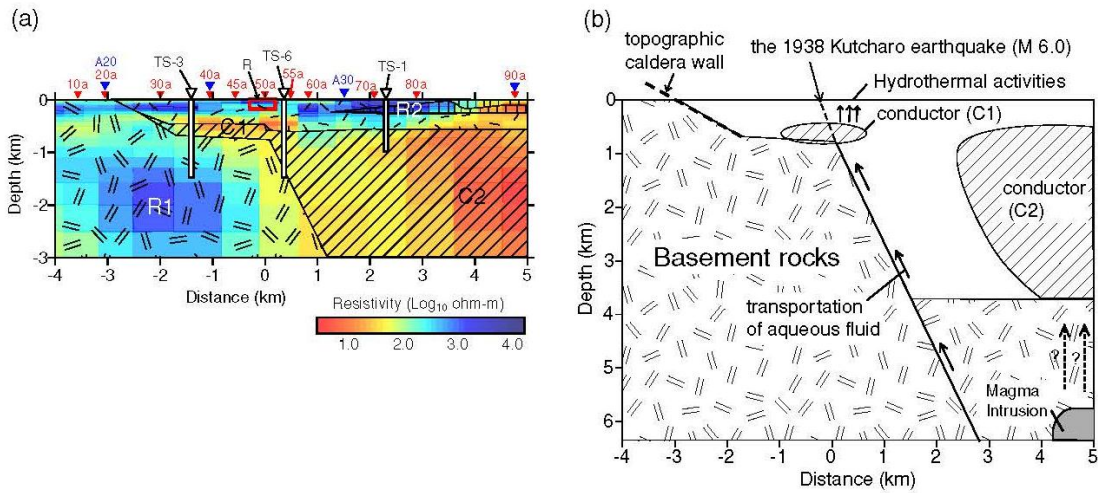 (a)
TS-3
TS-6
R
TS-1
A20
10a
20a
30a
40a
45a
50a
55a
60a
A30
70a
80a
90a
0
-1
-2
-3
Depth (km)
C1
R2
R1
C2
-4 -3 -2 -1 0 1 2 3 4 5
Distance (km)
Resistivity (Log10 ohm-m)
1.0 2.0 3.0 4.0
(b)
topographic
caldera wall
the 1938 Kutcharo earthquake (M 6.0)
Hydrothermal activities
conductor (C1)
conductor
(C2)
Basement rocks
transportation
of aqueous fluid
? ?
Magma
Intrusion
0
1
2
3
4
5
6
Depth (km)
-4 -3 -2 -1 0 1 2 3 4 5
Distance (km)